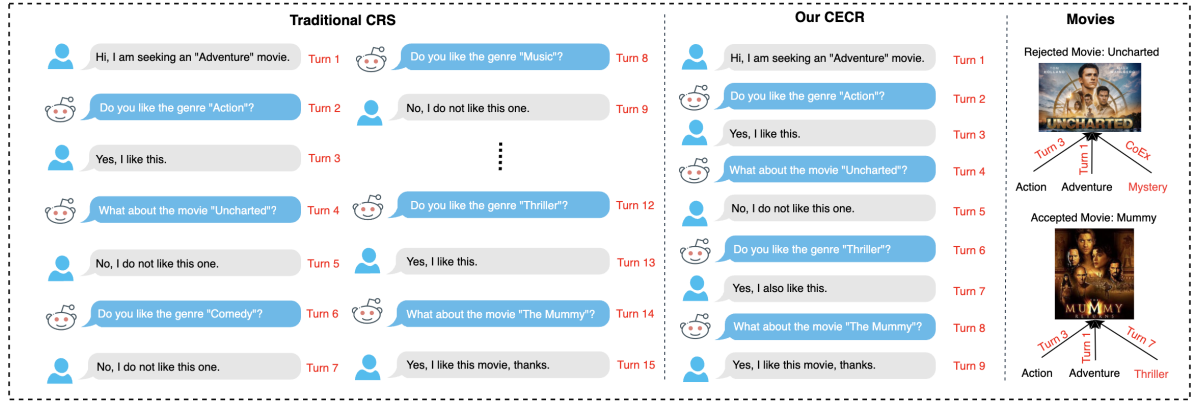 Traditional CRS
Hi, I am seeking an "Adventure" movie.
Turn 1
Do you like the genre "Action"?
Turn 2
Yes, I like this.
Turn 3
What about the movie "Uncharted"?
Turn 4
No, I do not like this one.
Turn 5
Do you like the genre "Comedy"?
Turn 6
No, I do not like this one.
Turn 7
Do you like the genre "Music"?
Turn 8
No, I do not like this one.
Turn 9
Do you like the genre "Thriller"?
Turn 12
Yes, I like this.
Turn 13
What about the movie "The Mummy"?
Turn 14
Yes, I like this movie, thanks.
Turn 15
Our CECR
Hi, I am seeking an "Adventure" movie.
Turn 1
Do you like the genre "Action"?
Turn 2
Yes, I like this.
Turn 3
What about the movie "Uncharted"?
Turn 4
No, I do not like this one.
Turn 5
Do you like the genre "Thriller"?
Turn 6
Yes, I also like this.
Turn 7
What about the movie "The Mummy"?
Turn 8
Yes, I like this movie, thanks.
Turn 9
Movies
Rejected Movie: Uncharted
UNCHARTED
Turn 3
Turn 1
CoEx
Action
Adventure
Mystery
Accepted Movie: Mummy
MUMMY
RETURNS
Turn 3
Turn 1
Turn 7
Action
Adventure
Thriller